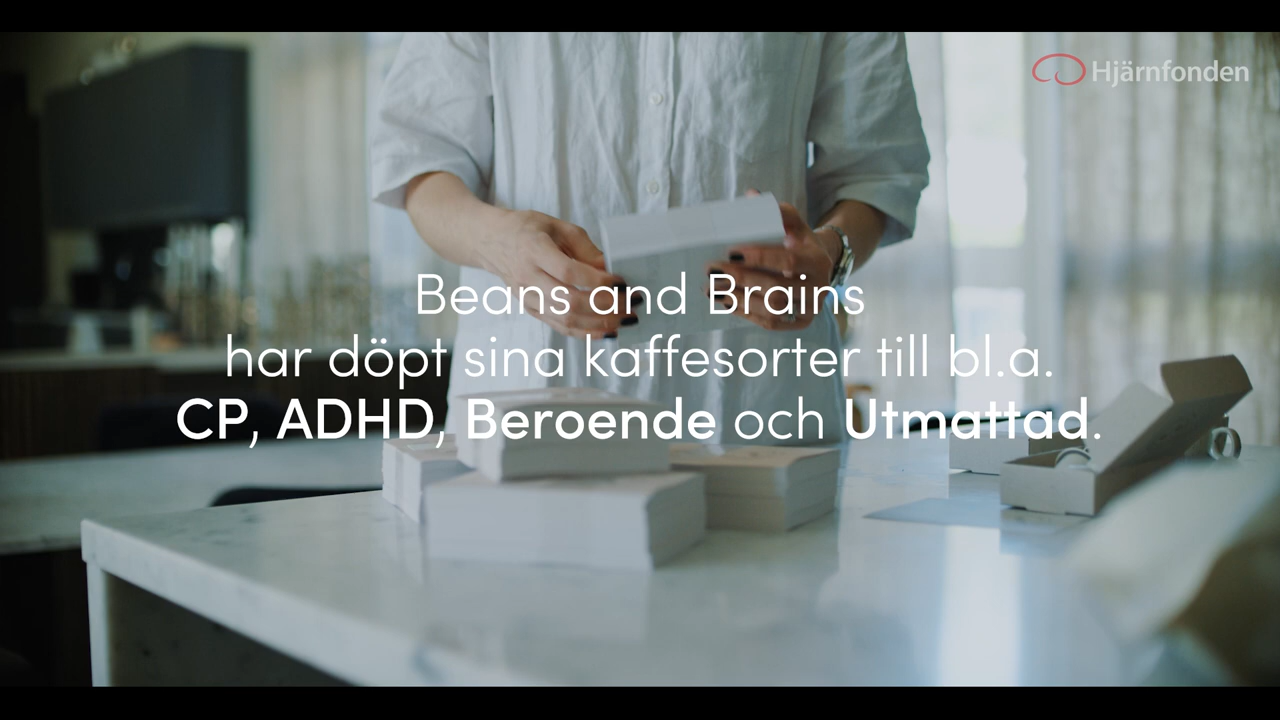 Hjärnfonden
Beans and Brains
har döpt sina kaffesorter till bl.a.
CP, ADHD, Beroende och Utmattad.